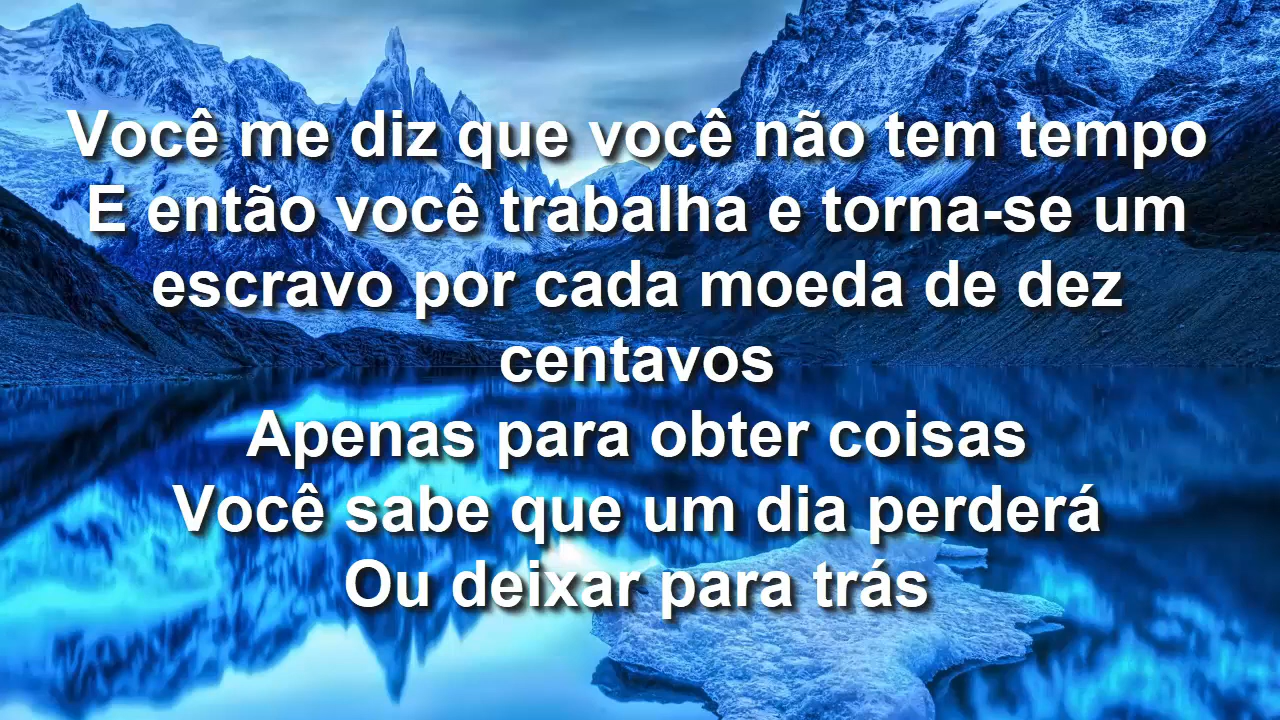 Você me diz que você não tem tempo
E então você trabalha e torna-se um
escravo por cada moeda de dez
centavos
Apenas para obter coisas
Você sabe que um dia perderá
Ou deixar para trás